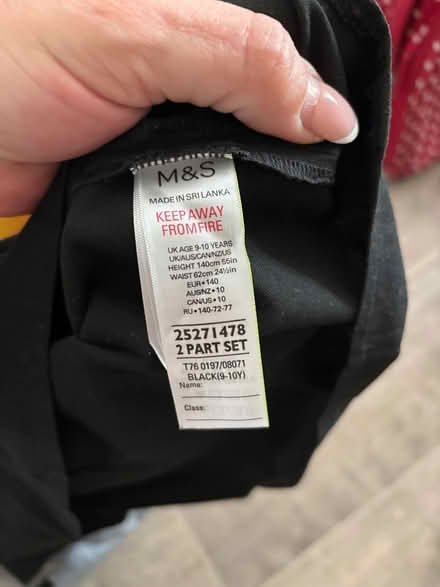 M&S
MADE IN SRI LANKA
KEEP AWAY
FROM FIRE
UK AGE 9-10 YEARS
UK/AUS/CAN/NZ/US
HEIGHT 140cm 55in
WAIST 62cm 24½in
EUR•140
AUS/NZ•10
CAN/US•10
RU•140-72-77
25271478
2 PART SET
T76 0197/08071
BLACK(9-10Y)
Name:
Class: